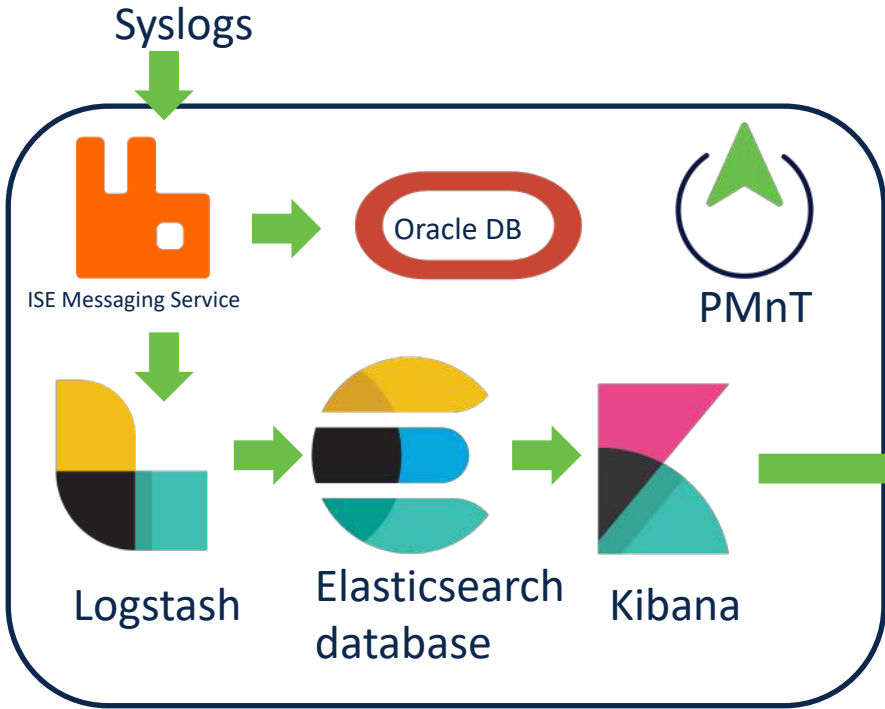 Syslogs
Oracle DB
ISE Messaging Service
PMnT
Logstash
Elasticsearch
database
Kibana